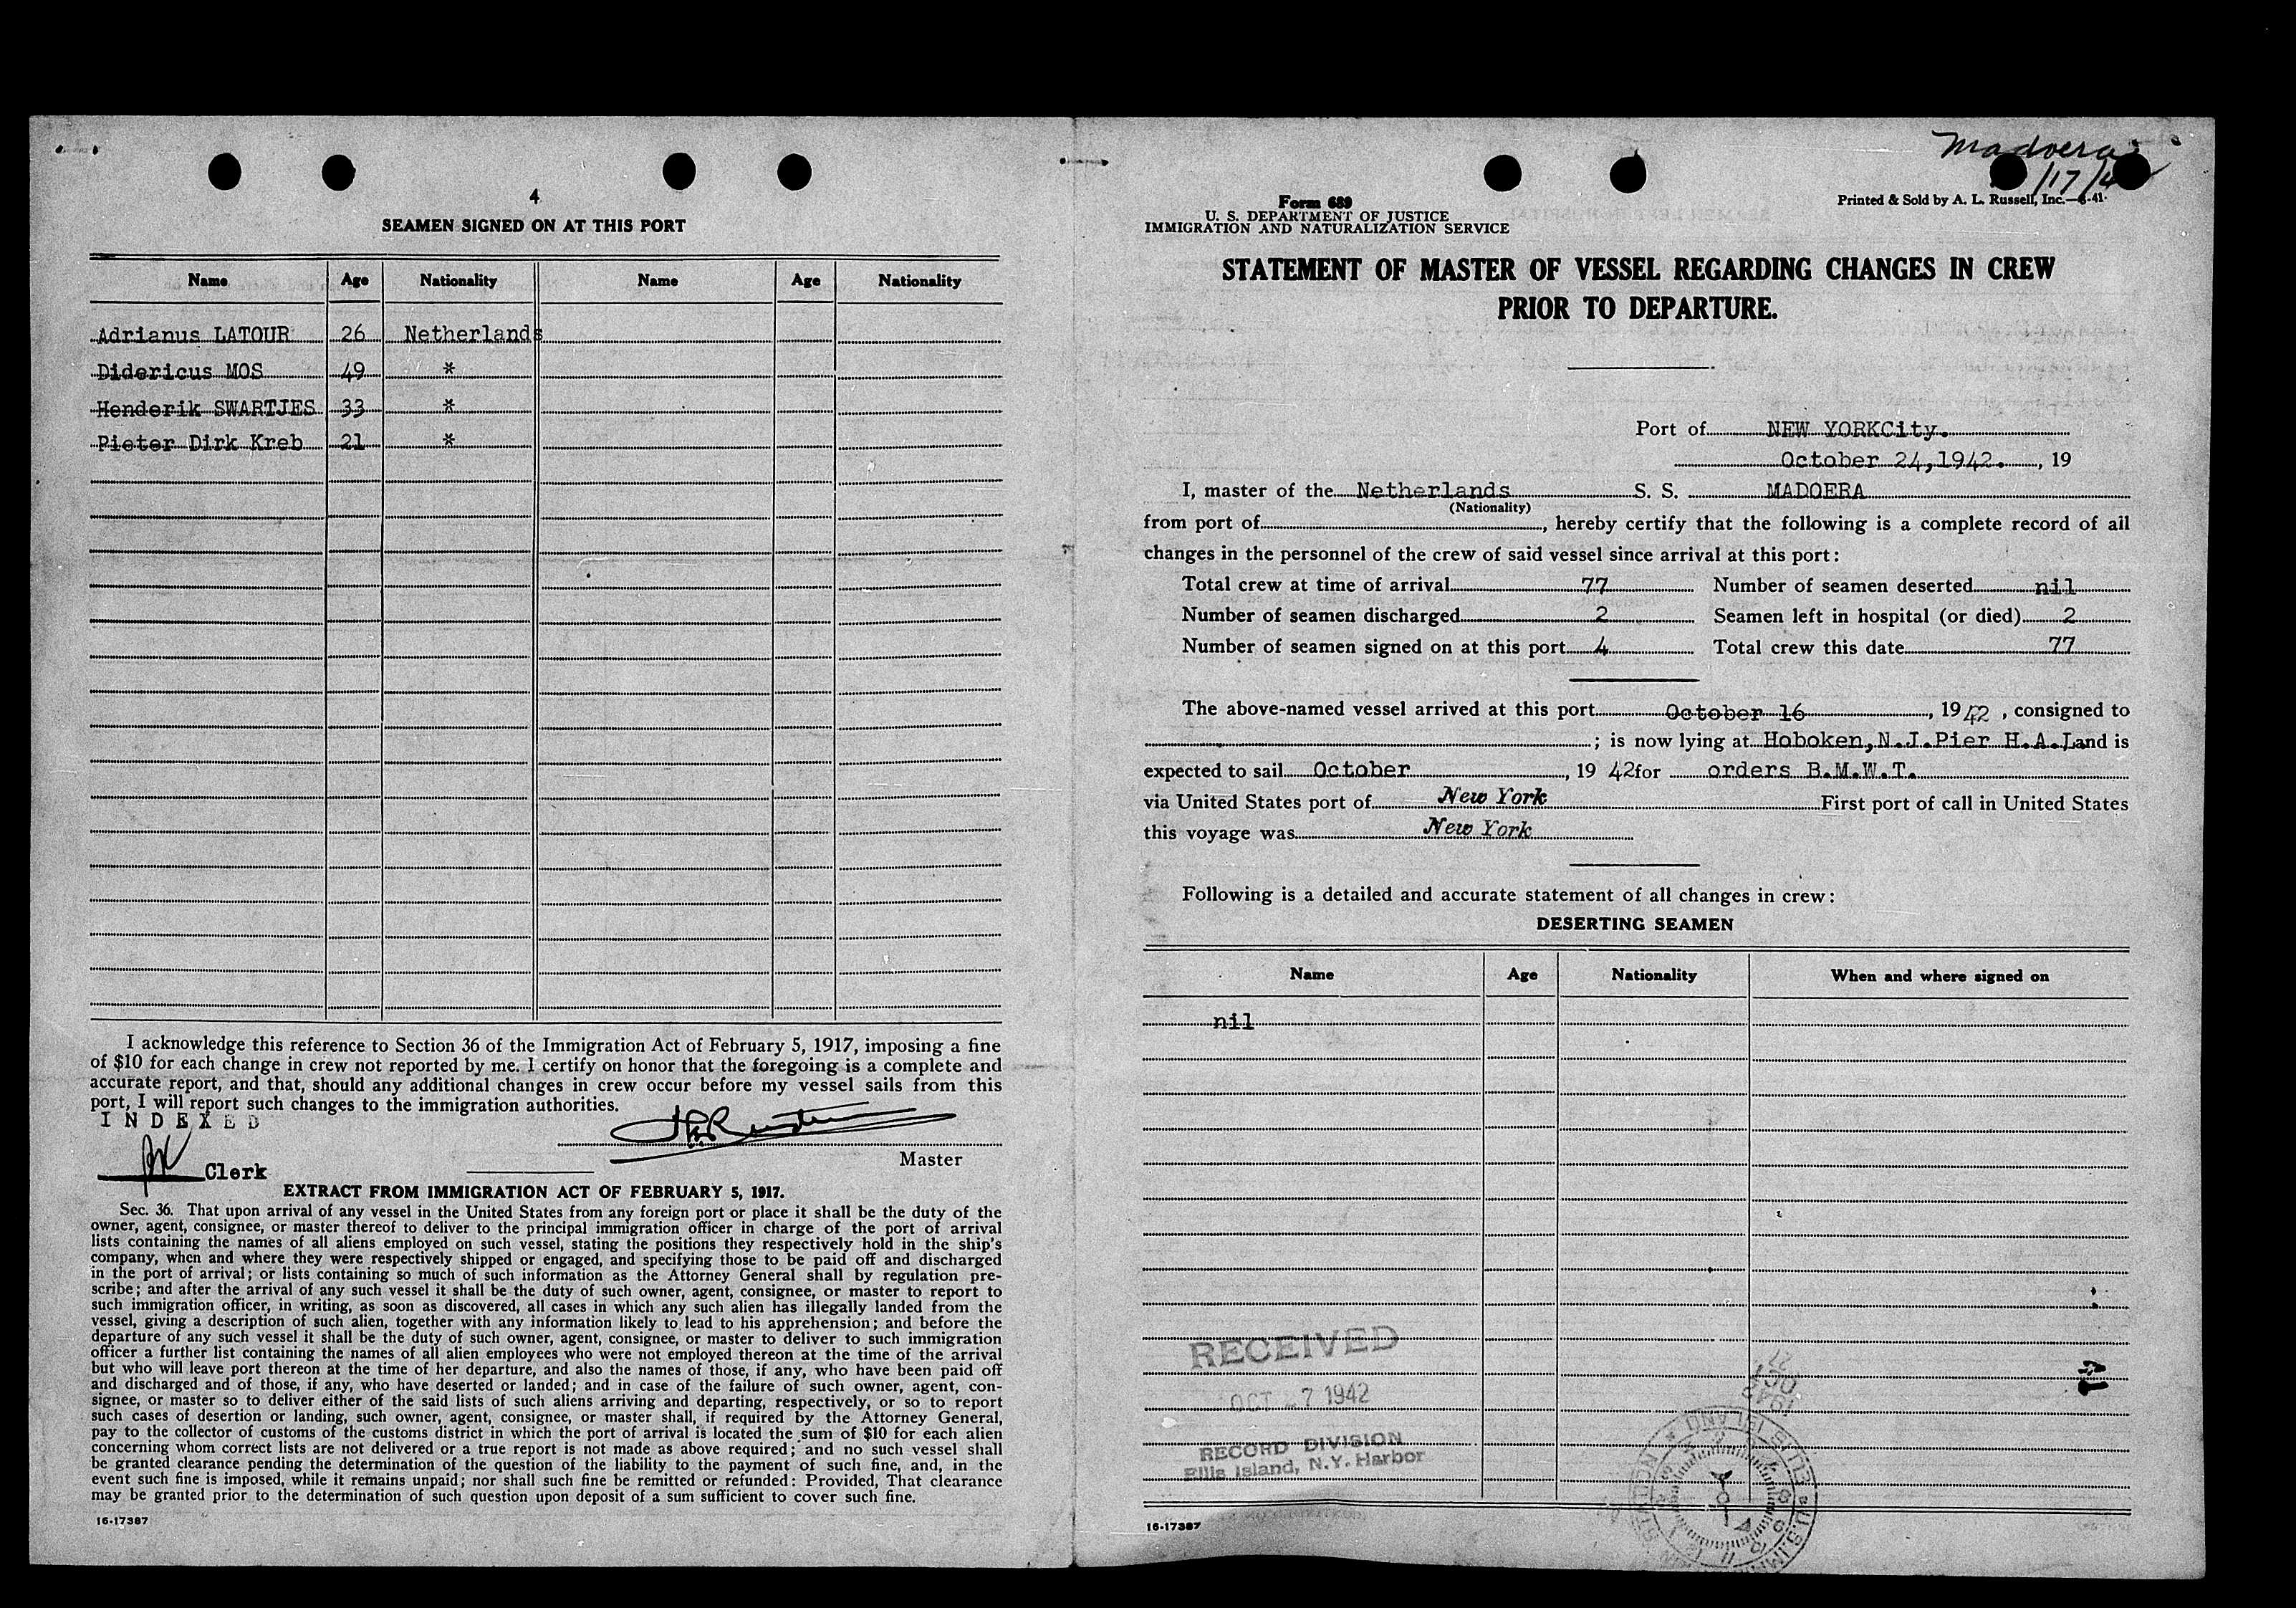 4
SEAMEN SIGNED ON AT THIS PORT
Name Age Nationality Name Age Nationality
Adrianus LATOUR 26 Netherlands
Didericus MOS 49 *
Henderik SWARTJES 33 *
Pieter Dirk Kreb 21 *
I acknowledge this reference to Section 36 of the Immigration Act of February 5, 1917, imposing a fine
of $10 for each change in crew not reported by me. I certify on honor that the foregoing is a complete and
accurate report, and that, should any additional changes in crew occur before my vessel sails from this
port, I will report such changes to the immigration authorities.
INDEXED
Master
Clerk
EXTRACT FROM IMMIGRATION ACT OF FEBRUARY 5, 1917.
Sec. 36. That upon arrival of any vessel in the United States from any foreign port or place it shall be the duty of the
owner, agent, consignee, or master thereof to deliver to the principal immigration officer in charge of the port of arrival
lists containing the names of all aliens employed on such vessel, stating the positions they respectively hold in the ship's
company, when and where they were respectively shipped or engaged, and specifying those to be paid off and discharged
in the port of arrival; or lists containing so much of such information as the Attorney General shall by regulation pre-
scribe; and after the arrival of any such vessel it shall be the duty of such owner, agent, consignee, or master to report to
such immigration officer, in writing, as soon as discovered, all cases in which any such alien has illegally landed from the
vessel, giving a description of such alien, together with any information likely to lead to his apprehension; and before the
departure of any such vessel it shall be the duty of such owner, agent, consignee, or master to deliver to such immigration
officer a further list containing the names of all alien employees who were not employed thereon at the time of the arrival
but who will leave port thereon at the time of her departure, and also the names of those, if any, who have been paid off
and discharged and of those, if any, who have deserted or landed; and in case of the failure of such owner, agent, con-
signee, or master so to deliver either of the said lists of such aliens arriving and departing, respectively, or so to report
such cases of desertion or landing, such owner, agent, consignee, or master shall, if required by the Attorney General,
pay to the collector of customs of the customs district in which the port of arrival is located the sum of $10 for each alien
concerning whom correct lists are not delivered or a true report is not made as above required; and no such vessel shall
be granted clearance pending the determination of the question of the liability to the payment of such fine, and, in the
event such fine is imposed, while it remains unpaid; nor shall such fine be remitted or refunded: Provided, That clearance
may be granted prior to the determination of such question upon deposit of a sum sufficient to cover such fine.
16-17387
Madoera
/17/4
Form 689
U. S. DEPARTMENT OF JUSTICE
IMMIGRATION AND NATURALIZATION SERVICE
Printed & Sold by A. L. Russell, Inc.—6-41
STATEMENT OF MASTER OF VESSEL REGARDING CHANGES IN CREW
PRIOR TO DEPARTURE.
Port of NEW YORKCity.
October 24,1942. , 19
I, master of the Netherlands S. S. MADOERA
(Nationality)
from port of , hereby certify that the following is a complete record of all
changes in the personnel of the crew of said vessel since arrival at this port:
Total crew at time of arrival 77 Number of seamen deserted nil
Number of seamen discharged 2 Seamen left in hospital (or died) 2
Number of seamen signed on at this port 4 Total crew this date 77
The above-named vessel arrived at this port October 16 , 1942 , consigned to
; is now lying at Hoboken,N.J.Pier H.A.L and is
expected to sail October , 19 42 for orders B.M.W.T.
via United States port of New York First port of call in United States
this voyage was New York
Following is a detailed and accurate statement of all changes in crew:
DESERTING SEAMEN
Name Age Nationality When and where signed on
nil
RECEIVED
OCT 27 1942
RECORD DIVISION
Ellis Island, N.Y. Harbor
27
OCT
1942
ELLIS ISLAND
16-17387